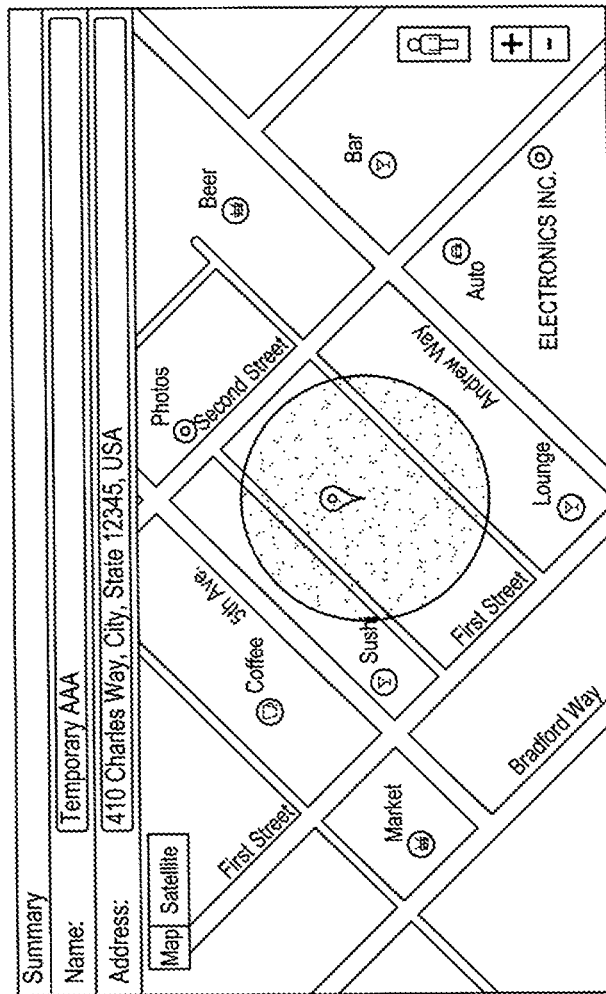 Summary
Name: Temporary AAA
Address: 410 Charles Way, City, State 12345, USA
Map Satellite
Photos
Beer
Second Street
5th Ave.
Coffee
First Street
Sushi
Bar
Andrew Way
Auto
Market
First Street
Lounge
ELECTRONICS INC.
Bradford Way
+
-